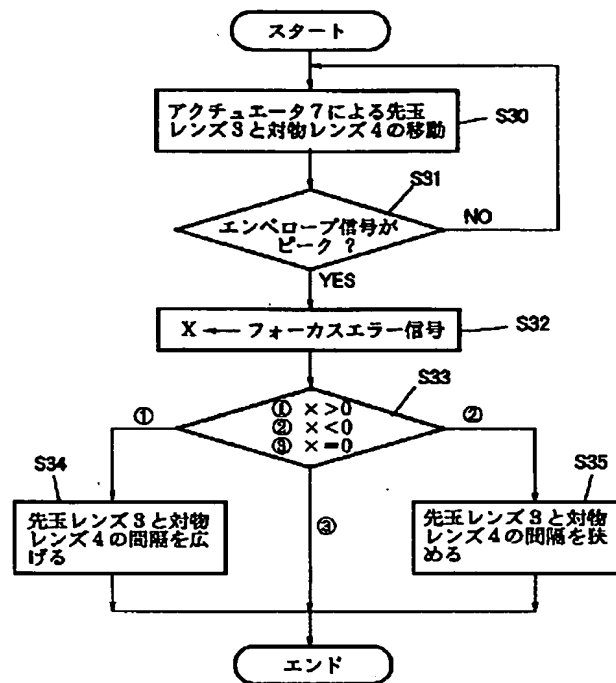 スタート
アクチュエータ7による先玉
レンズ3と対物レンズ4の移動
S30
S31
エンベロープ信号が
ピーク ?
NO
YES
X ← フォーカスエラー信号
S32
S33
① ×>0
② ×<0
③ ×=0
①
②
③
S34
先玉レンズ3と対物
レンズ4の間隔を広
げる
S35
先玉レンズ3と対物
レンズ4の間隔を狭
める
エンド